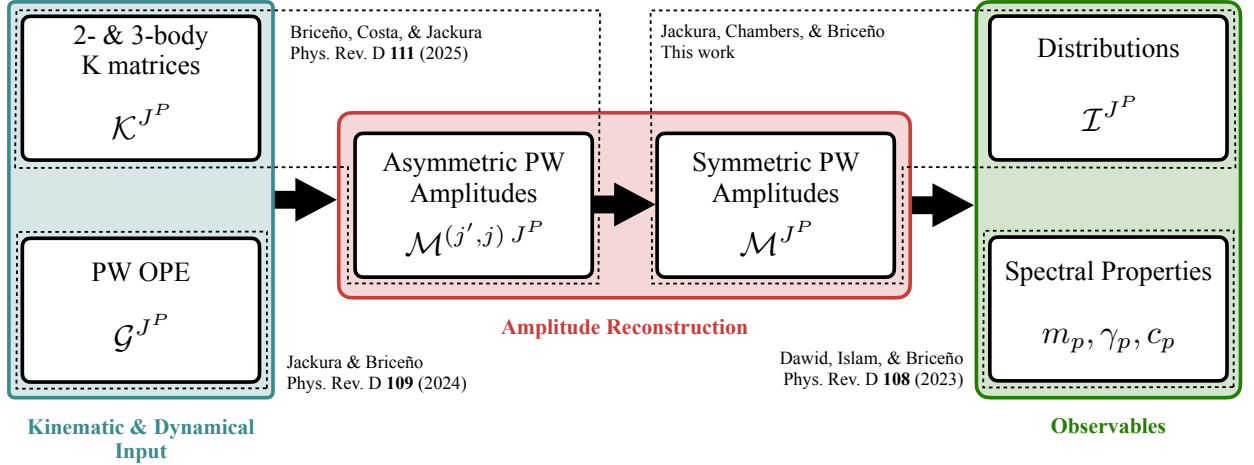 2- & 3-body
K matrices
𝒦^{J^P}
PW OPE
𝒢^{J^P}
Kinematic & Dynamical
Input
Briceño, Costa, & Jackura
Phys. Rev. D 111 (2025)
Jackura & Briceño
Phys. Rev. D 109 (2024)
Asymmetric PW
Amplitudes
ℳ^{(j′,j) J^P}
Symmetric PW
Amplitudes
ℳ^{J^P}
Amplitude Reconstruction
Jackura, Chambers, & Briceño
This work
Dawid, Islam, & Briceño
Phys. Rev. D 108 (2023)
Distributions
ℐ^{J^P}
Spectral Properties
m_p, γ_p, c_p
Observables